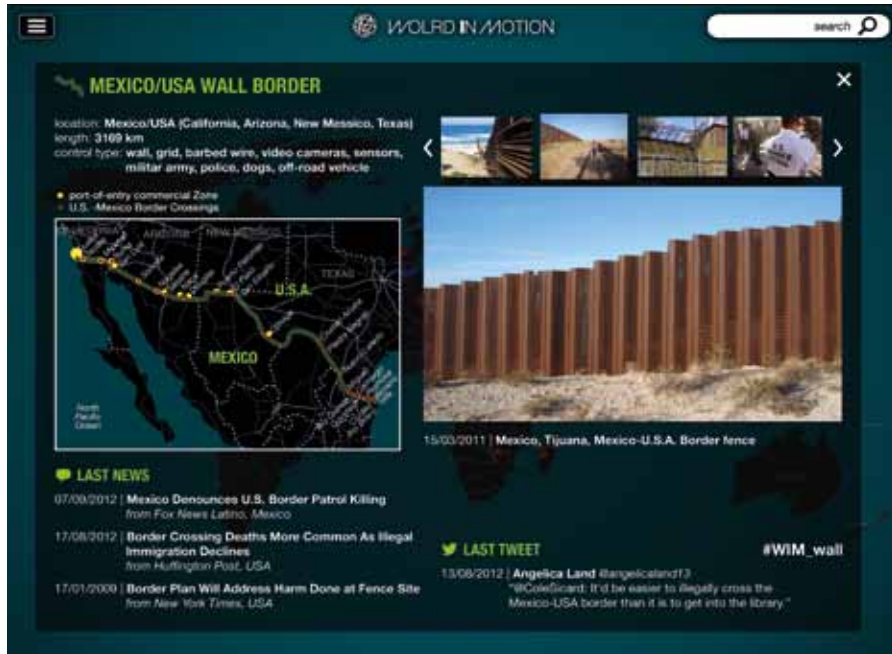 WOLRD IN MOTION
search
MEXICO/USA WALL BORDER
location: Mexico/USA (California, Arizona, New Messico, Texas)
length: 3169 km
control type: wall, grid, barbed wire, video cameras, sensors,
militar army, police, dogs, off-road vehicle
port-of-entry commercial Zone
U.S. -Mexico Border Crossings
ARIZONA
NEW MEXICO
TEXAS
U.S.A.
MEXICO
North
Pacific
Ocean
15/03/2011 | Mexico, Tijuana, Mexico-U.S.A. Border fence
LAST NEWS
07/09/2012 | Mexico Denounces U.S. Border Patrol Killing
from Fox News Latino, Mexico
17/08/2012 | Border Crossing Deaths More Common As Illegal
Immigration Declines
from Huffington Post, USA
17/01/2009 | Border Plan Will Address Harm Done at Fence Site
from New York Times, USA
LAST TWEET
#WIM_wall
13/08/2012 | Angelica Land @angelicaland13
"@ColeSicard: It'd be easier to illegally cross the
Mexico-USA border than it is to get into the library."